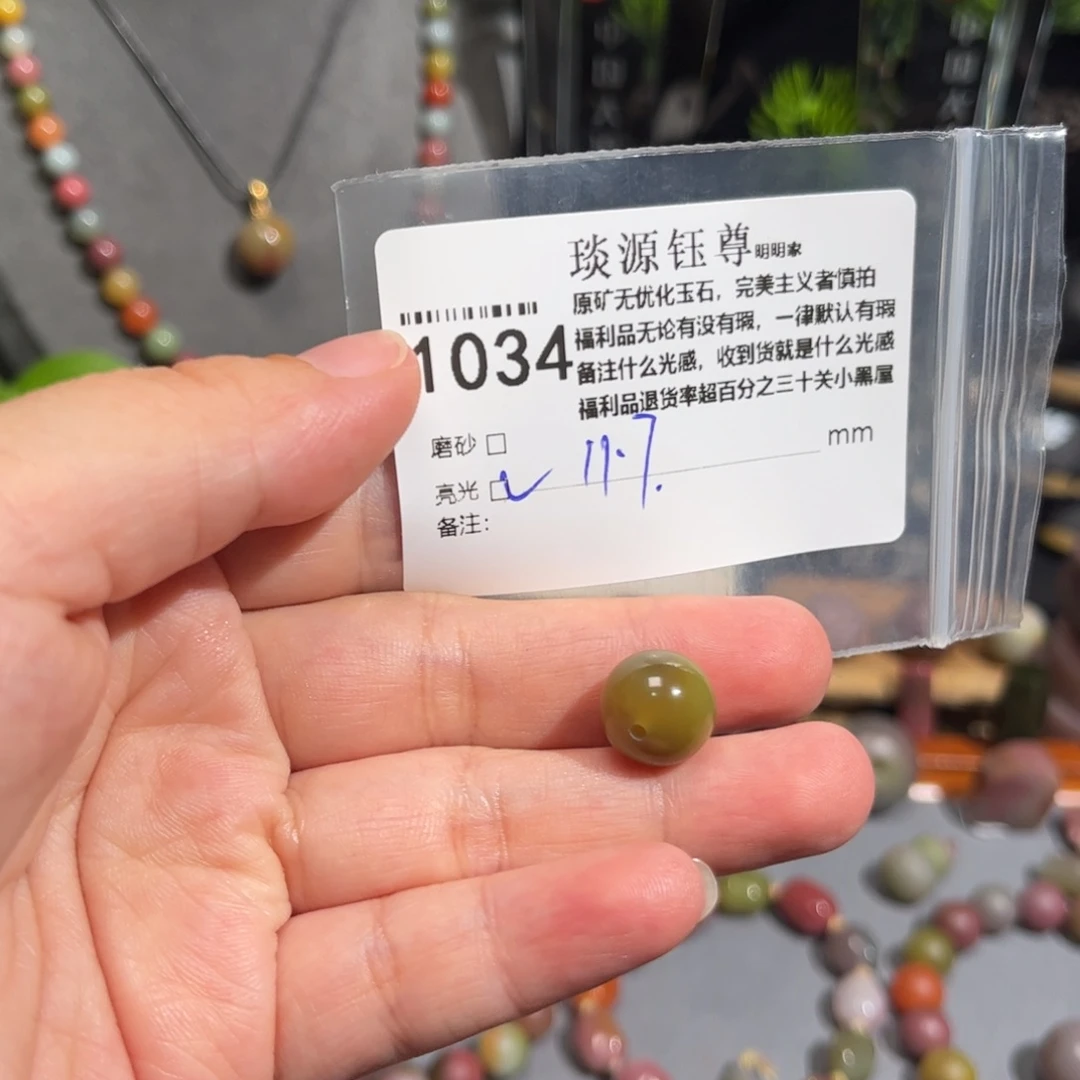 琰源钰尊明明家
原矿无优化玉石，完美主义者慎拍
1034
福利品无论有没有瑕，一律默认有瑕
备注什么光感，收到货就是什么光感
福利品退货率超百分之三十关小黑屋
磨砂 □
11.7 mm
亮光 □✓
备注：